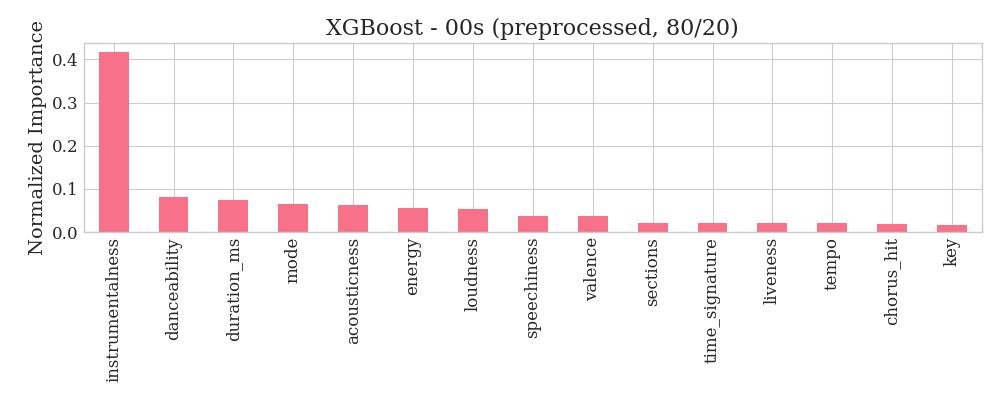 XGBoost - 00s (preprocessed, 80/20)
Normalized Importance
0.4
0.3
0.2
0.1
0.0
instrumentalness
danceability
duration_ms
mode
acousticness
energy
loudness
speechiness
valence
sections
time_signature
liveness
tempo
chorus_hit
key